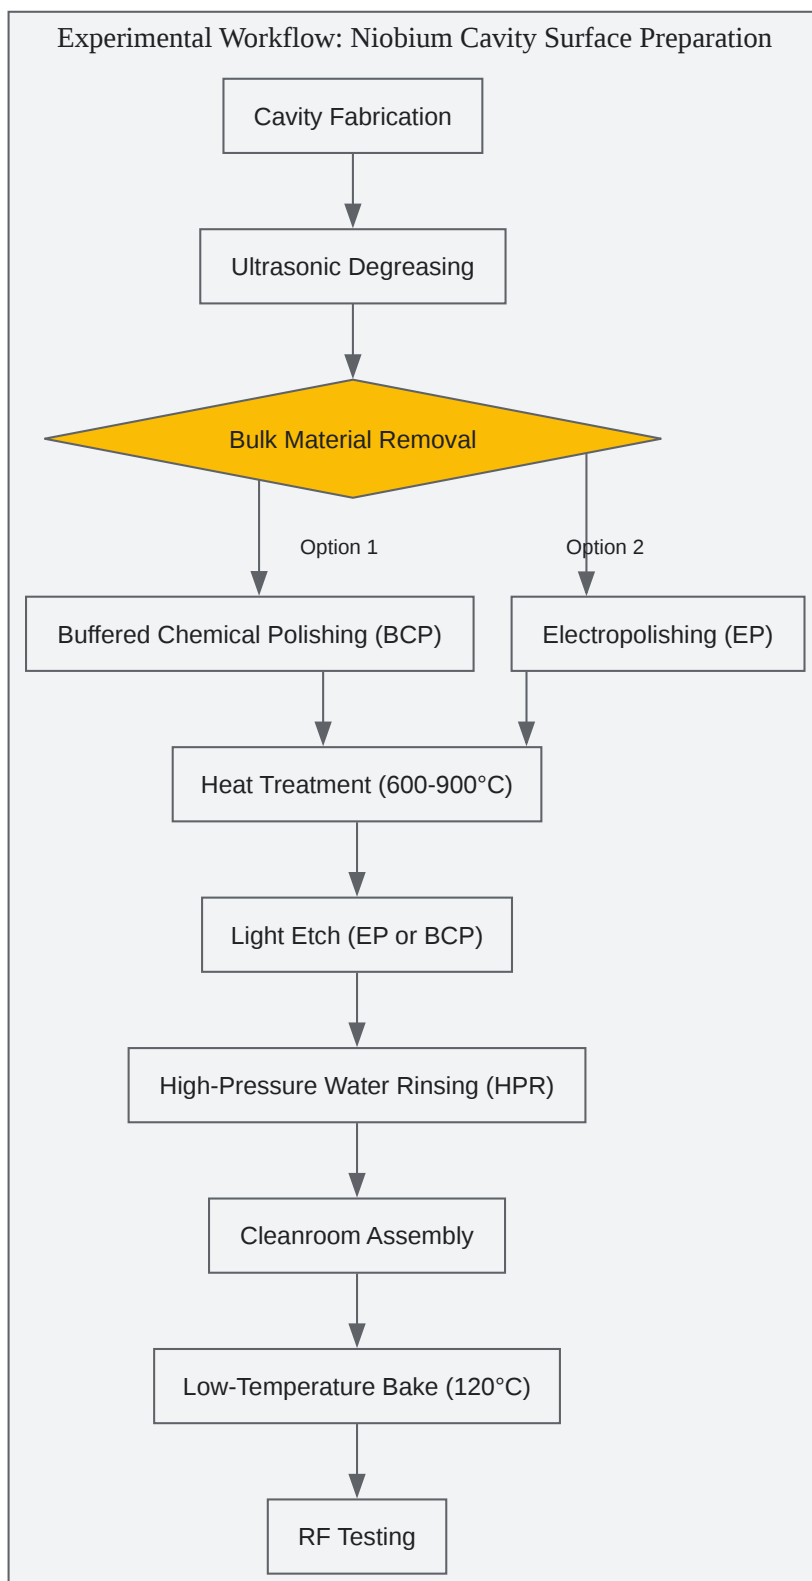 Experimental Workflow: Niobium Cavity Surface Preparation
Cavity Fabrication
Ultrasonic Degreasing
Bulk Material Removal
Option 1
Option 2
Buffered Chemical Polishing (BCP)
Electropolishing (EP)
Heat Treatment (600-900°C)
Light Etch (EP or BCP)
High-Pressure Water Rinsing (HPR)
Cleanroom Assembly
Low-Temperature Bake (120°C)
RF Testing